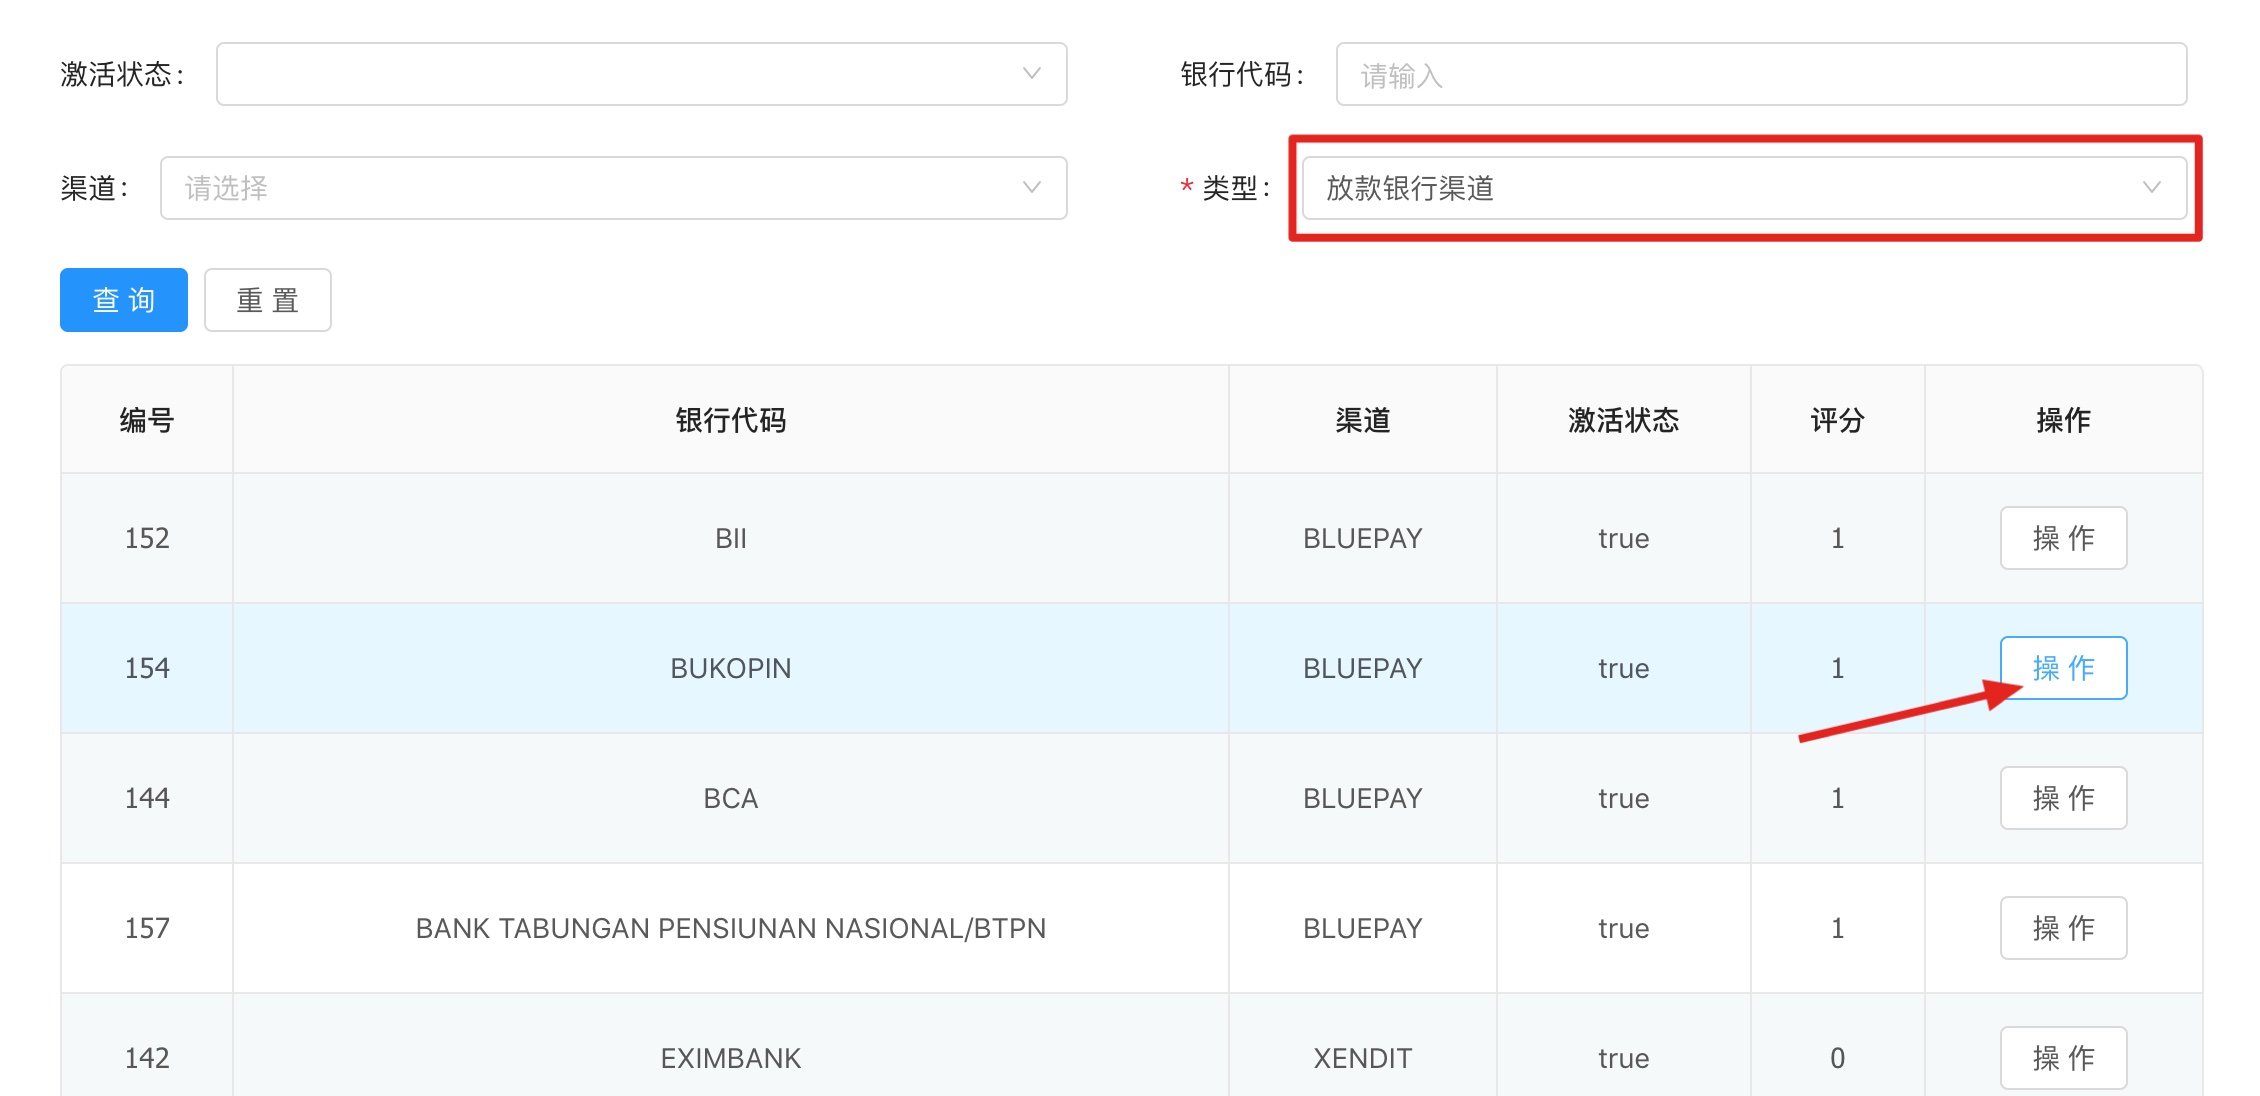 激活状态： 银行代码： 请输入
渠道： 请选择 * 类型： 放款银行渠道
查 询 重 置
编号 银行代码 渠道 激活状态 评分 操作
152 BII BLUEPAY true 1 操 作
154 BUKOPIN BLUEPAY true 1 操 作
144 BCA BLUEPAY true 1 操 作
157 BANK TABUNGAN PENSIUNAN NASIONAL/BTPN BLUEPAY true 1 操 作
142 EXIMBANK XENDIT true 0 操 作